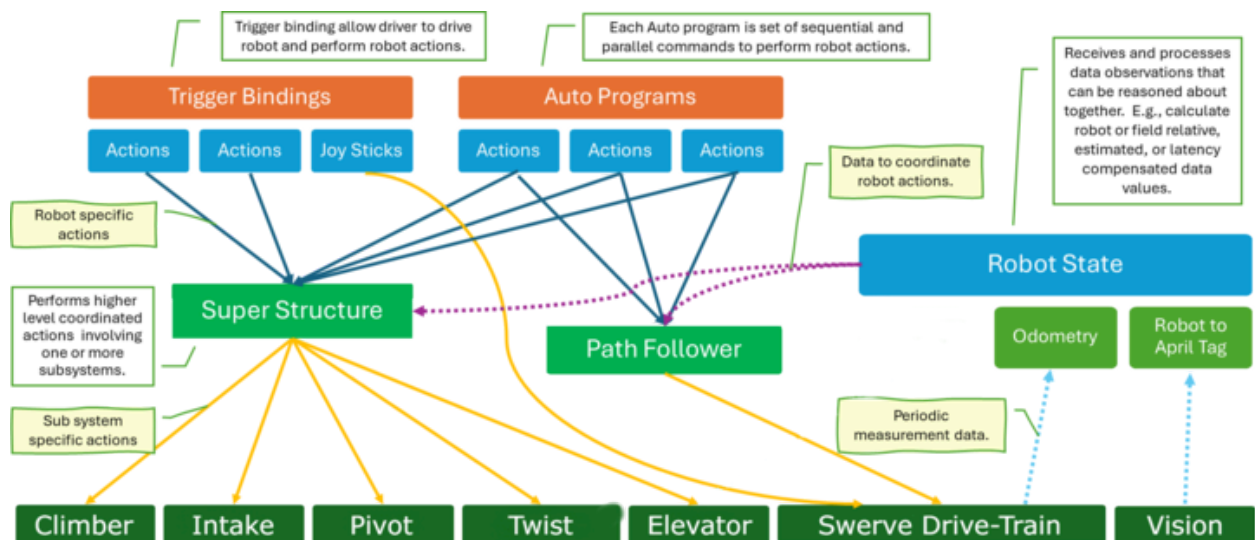 Trigger binding allow driver to drive
robot and perform robot actions.
Each Auto program is set of sequential and
parallel commands to perform robot actions.
Receives and processes
data observations that
can be reasoned about
together. E.g., calculate
robot or field relative,
estimated, or latency
compensated data
values.
Trigger Bindings
Auto Programs
Actions
Actions
Joy Sticks
Actions
Actions
Actions
Data to coordinate
robot actions.
Robot specific
actions
Robot State
Performs higher
level coordinated
actions involving
one or more
subsystems.
Super Structure
Path Follower
Odometry
Robot to
April Tag
Sub system
specific actions
Periodic
measurement data.
Climber
Intake
Pivot
Twist
Elevator
Swerve Drive-Train
Vision